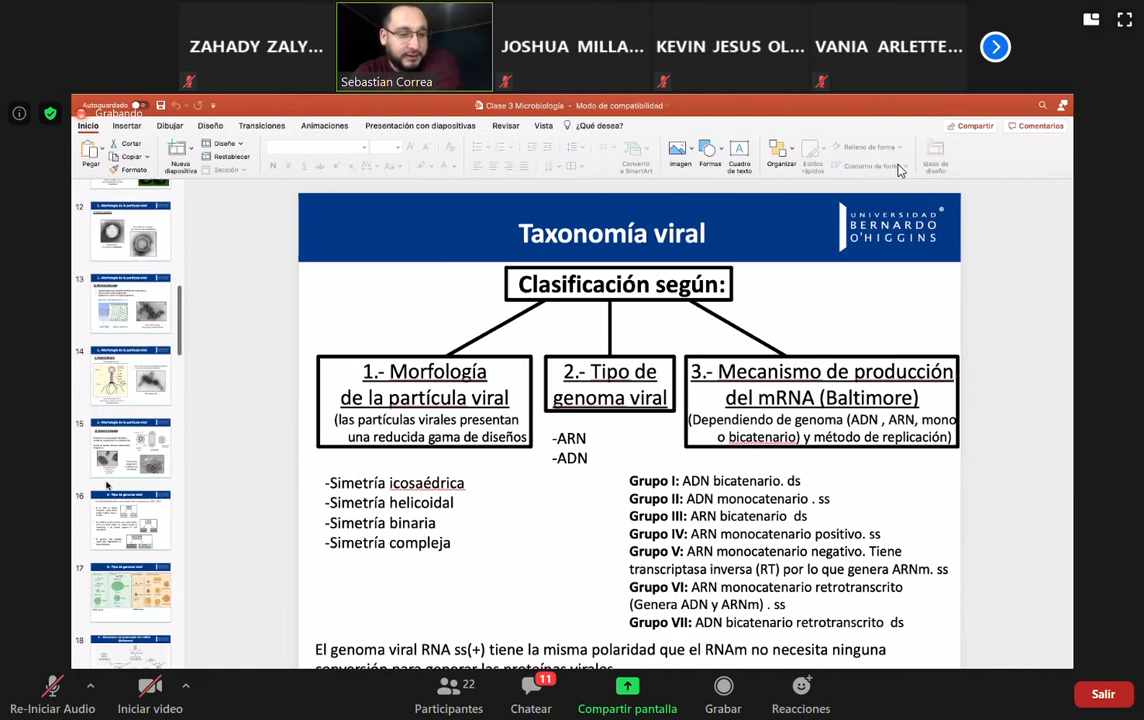 ZAHADY ZALY...
Sebastian Correa
JOSHUA MILLA...
KEVIN JESUS OL...
VANIA ARLETTE...
Autoguardado
Grabando
Clase 3 Microbiología - Modo de compatibilidad
Inicio Insertar Dibujar Diseño Transiciones Animaciones Presentación con diapositivas Revisar Vista ¿Qué desea?
Compartir Comentarios
Pegar
Cortar
Copiar
Formato
Nueva
diapositiva
Diseño
Restablecer
Sección
Convertir
a SmartArt
Imagen
Formas
Cuadro
de texto
Organizar
Estilos
rápidos
Relleno de forma
Contorno de forma
Ideas de
diseño
12
13
14
15
16
17
18
Taxonomía viral
UNIVERSIDAD
BERNARDO
O'HIGGINS
Clasificación según:
1.- Morfología
de la partícula viral
(las partículas virales presentan
una reducida gama de diseños
2.- Tipo de
genoma viral
3.- Mecanismo de producción
del mRNA (Baltimore)
(Dependiendo de genoma (ADN , ARN, mono
o bicatenario) y método de replicación)
-ARN
-ADN
-Simetría icosaédrica
-Simetría helicoidal
-Simetría binaria
-Simetría compleja
Grupo I: ADN bicatenario. ds
Grupo II: ADN monocatenario . ss
Grupo III: ARN bicatenario ds
Grupo IV: ARN monocatenario positivo. ss
Grupo V: ARN monocatenario negativo. Tiene
transcriptasa inversa (RT) por lo que genera ARNm. ss
Grupo VI: ARN monocatenario retrotranscrito
(Genera ADN y ARNm) . ss
Grupo VII: ADN bicatenario retrotranscrito ds
El genoma viral RNA ss(+) tiene la misma polaridad que el RNAm no necesita ninguna
conversión para generar las proteínas virales
Re-Iniciar Audio
Iniciar video
22
Participantes
11
Chatear
Compartir pantalla
Grabar
Reacciones
Salir